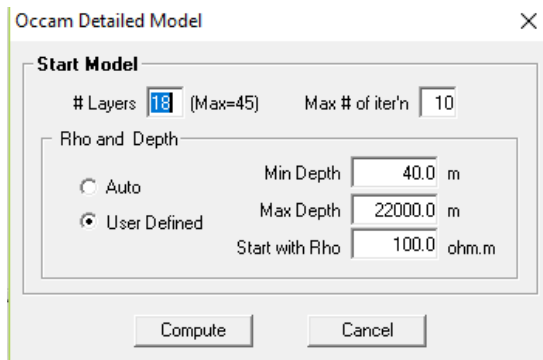 Occam Detailed Model
Start Model
# Layers 18 (Max=45) Max # of iter'n 10
Rho and Depth
Auto
User Defined
Min Depth 40.0 m
Max Depth 22000.0 m
Start with Rho 100.0 ohm.m
Compute Cancel